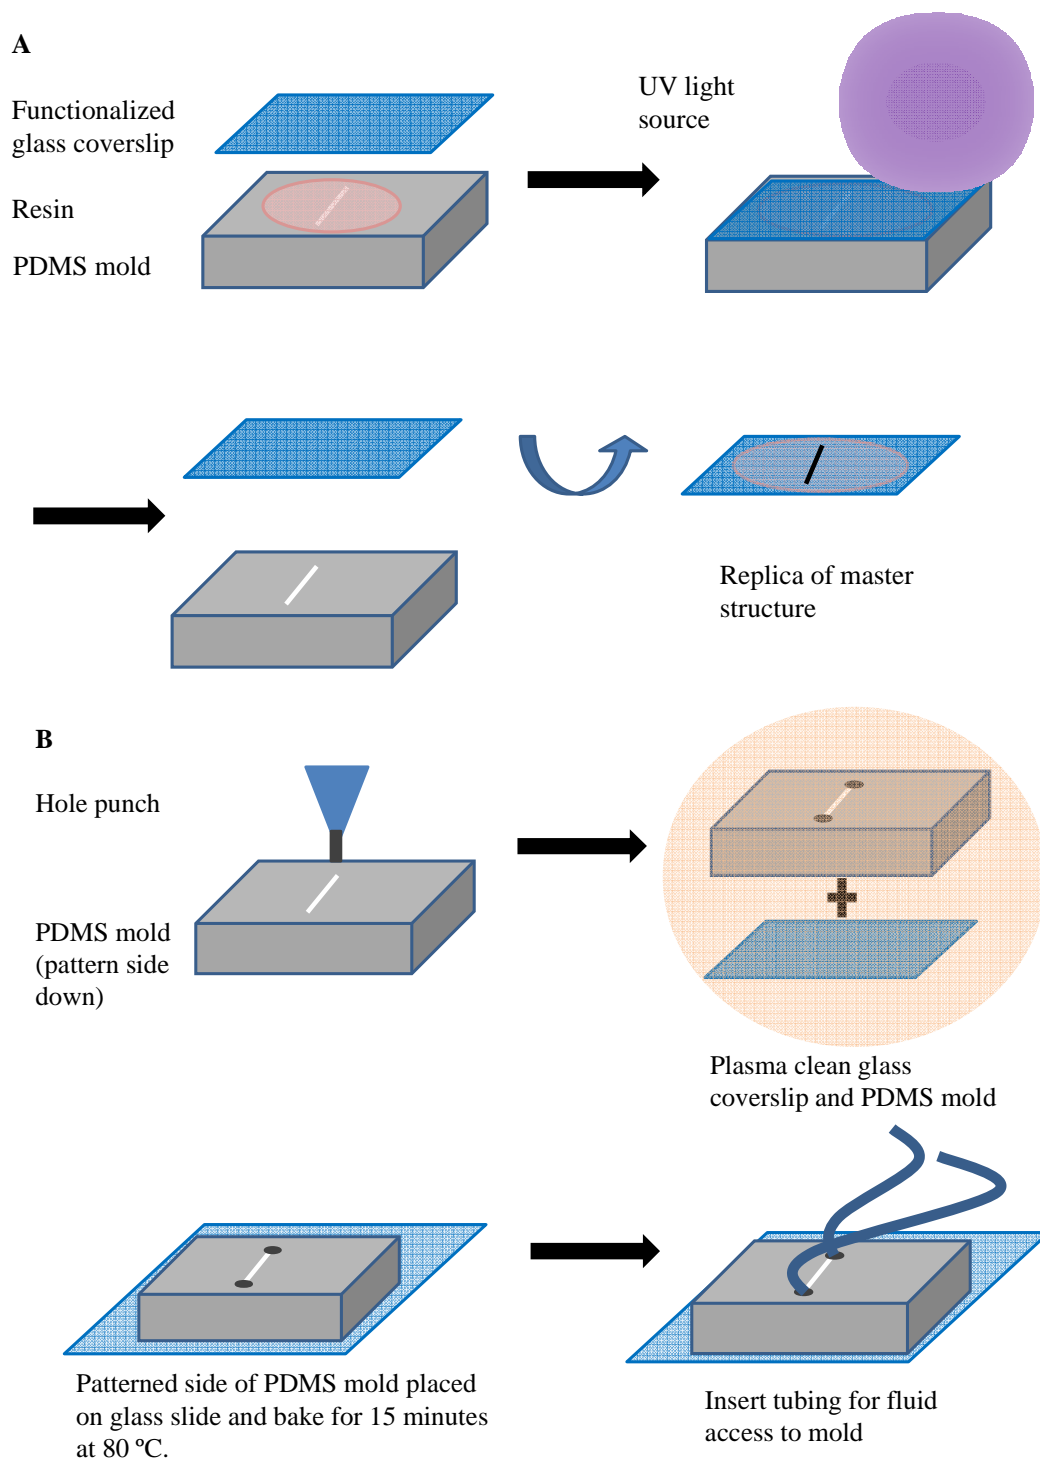 A
Functionalized
glass coverslip
UV light
source
Resin
PDMS mold
Replica of master
structure
B
Hole punch
PDMS mold
(pattern side
down)
Plasma clean glass
coverslip and PDMS mold
Patterned side of PDMS mold placed
on glass slide and bake for 15 minutes
at 80 ºC.
Insert tubing for fluid
access to mold